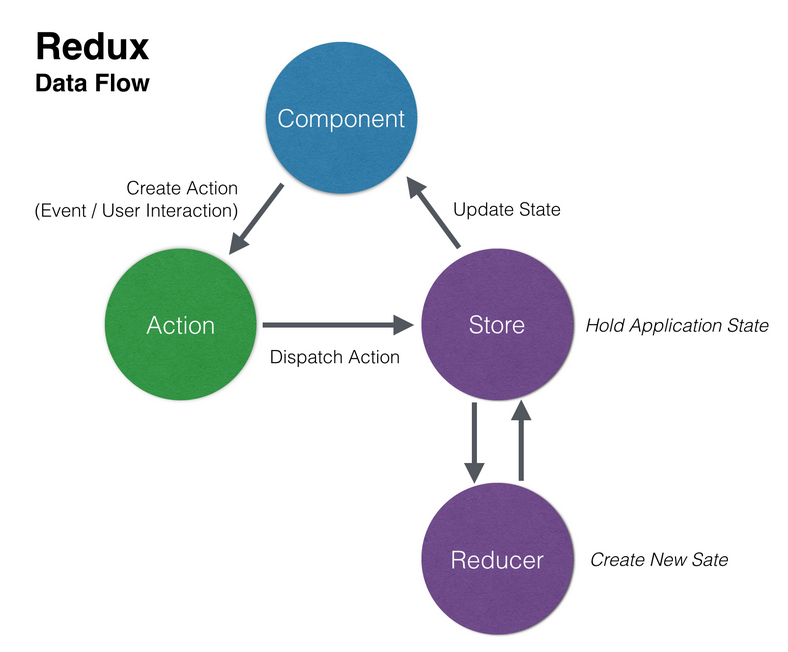 Redux
Data Flow
Component
Create Action
(Event / User Interaction)
Update State
Action
Dispatch Action
Store
Hold Application State
Reducer
Create New Sate